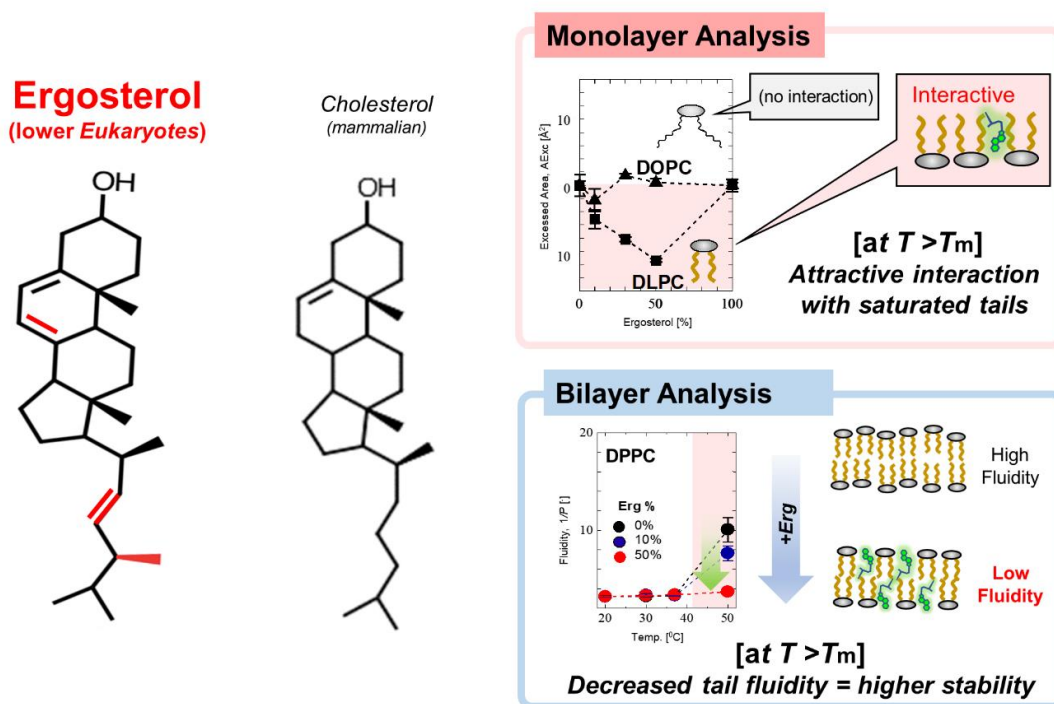 Ergosterol
(lower Eukaryotes)
OH
Cholesterol
(mammalian)
OH
Monolayer Analysis
Excessed Area, AExc [Å²]
10
0
10
DOPC
DLPC
(no interaction)
Interactive
0
50
100
Ergosterol [%]
[at T >Tm]
Attractive interaction
with saturated tails
Bilayer Analysis
Fluidity, 1/P [ ]
20
10
DPPC
Erg %
0%
10%
50%
20
30
40
50
Temp. [⁰C]
+Erg
High
Fluidity
Low
Fluidity
[at T >Tm]
Decreased tail fluidity = higher stability